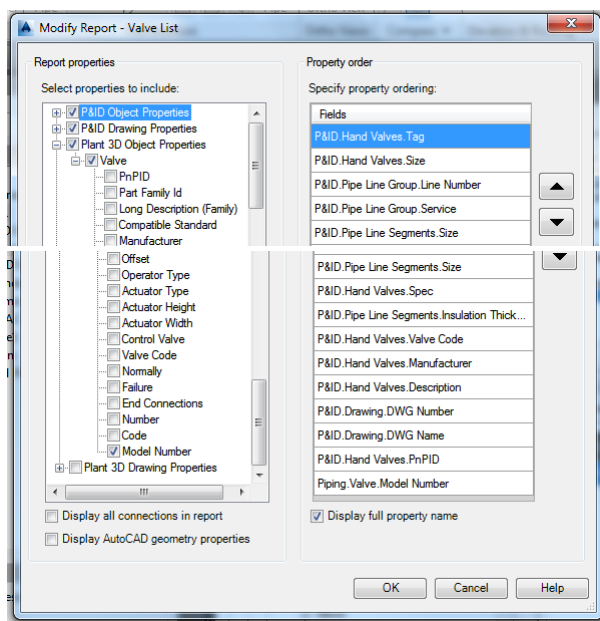 Modify Report - Valve List
Report properties
Select properties to include:
P&ID Object Properties
P&ID Drawing Properties
Plant 3D Object Properties
Valve
PnPID
Part Family Id
Long Description (Family)
Compatible Standard
Manufacturer
Offset
Operator Type
Actuator Type
Actuator Height
Actuator Width
Control Valve
Valve Code
Normally
Failure
End Connections
Number
Code
Model Number
Plant 3D Drawing Properties
Display all connections in report
Display AutoCAD geometry properties
Property order
Specify property ordering:
Fields
P&ID.Hand Valves.Tag
P&ID.Hand Valves.Size
P&ID.Pipe Line Group.Line Number
P&ID.Pipe Line Group.Service
P&ID.Pipe Line Segments.Size
P&ID.Pipe Line Segments.Size
P&ID.Hand Valves.Spec
P&ID.Pipe Line Segments.Insulation Thick...
P&ID.Hand Valves.Valve Code
P&ID.Hand Valves.Manufacturer
P&ID.Hand Valves.Description
P&ID.Drawing.DWG Number
P&ID.Drawing.DWG Name
P&ID.Hand Valves.PnPID
Piping.Valve.Model Number
Display full property name
OK Cancel Help